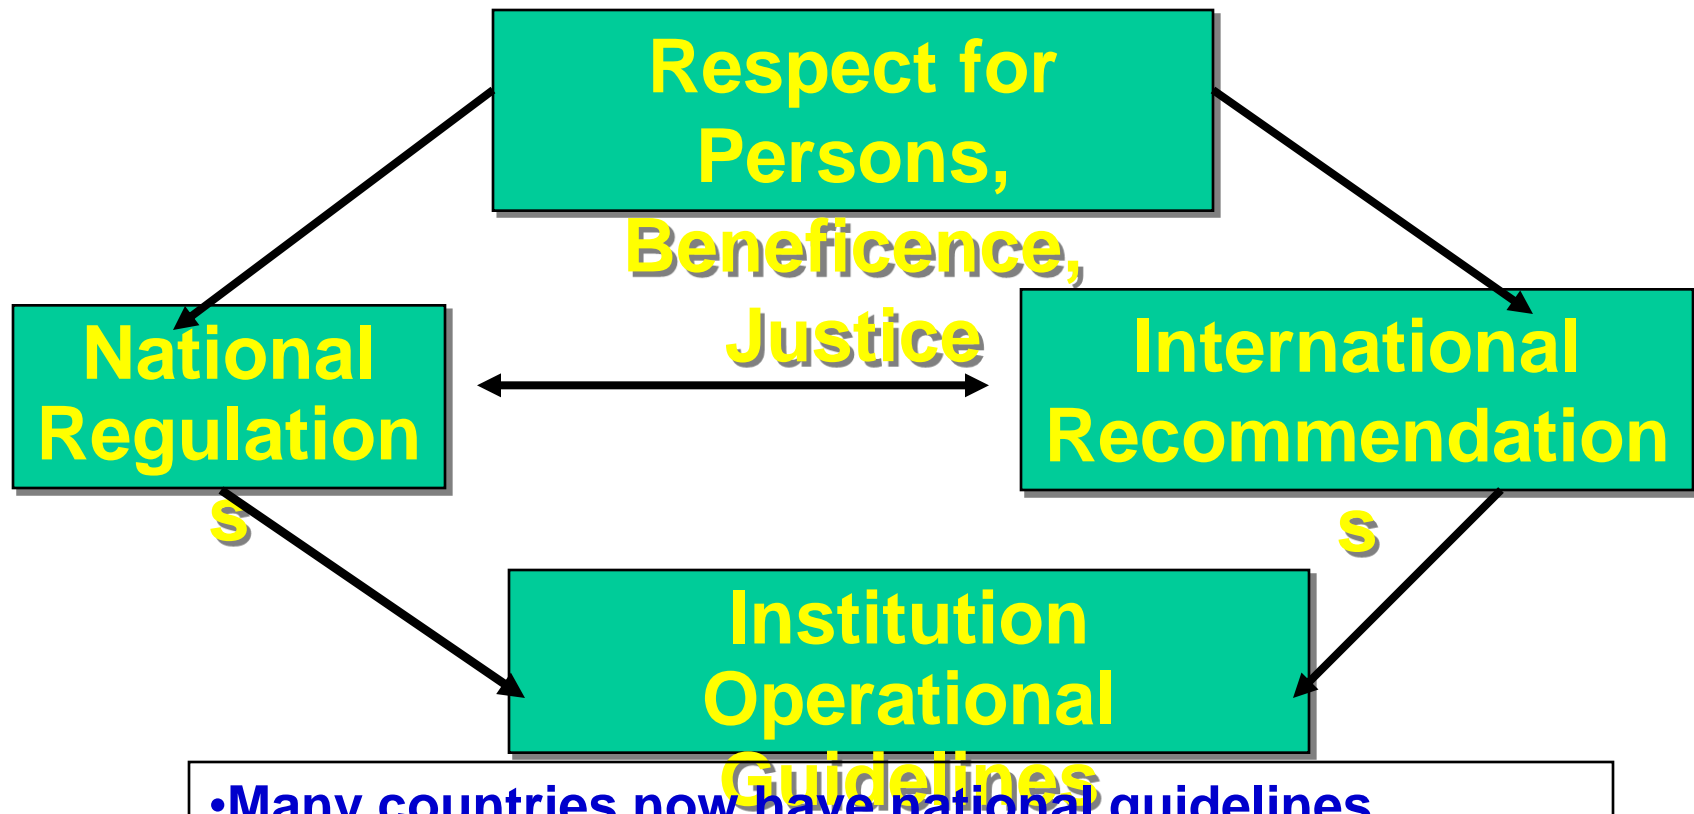 Respect for
Persons,
Beneficence,
Justice
National
Regulation
s
International
Recommendation
s
Institution
Operational
Guidelines
•Many countries now have national guidelines